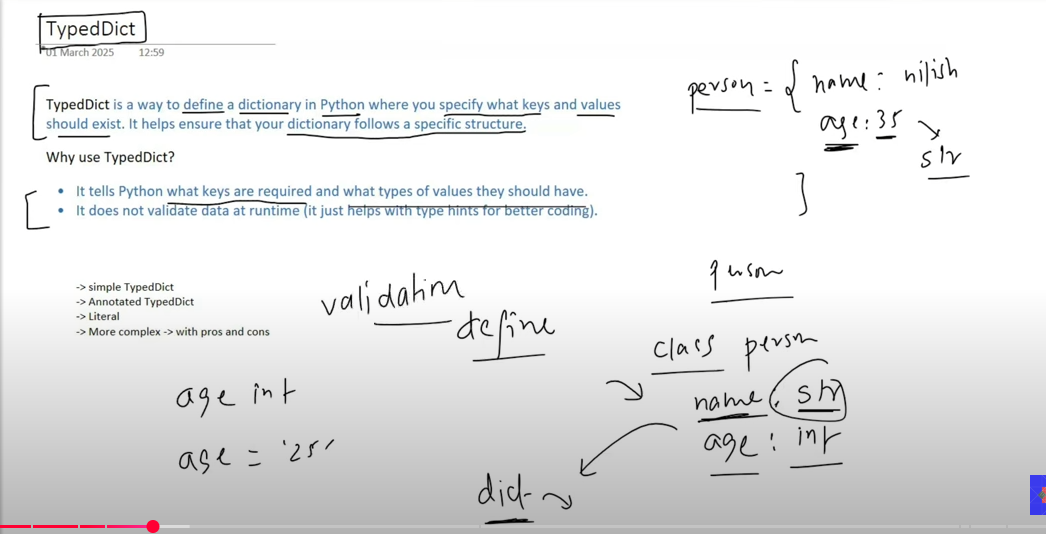 TypedDict
01 March 2025 12:59
TypedDict is a way to define a dictionary in Python where you specify what keys and values
should exist. It helps ensure that your dictionary follows a specific structure.
Why use TypedDict?
• It tells Python what keys are required and what types of values they should have.
• It does not validate data at runtime (it just helps with type hints for better coding).
-> simple TypedDict
-> Annotated TypedDict
-> Literal
-> More complex -> with pros and cons
person = { name: nitish
age: 35
str
}
validation
define
person
class person
name: str
age: int
age int
age = '25'
dict